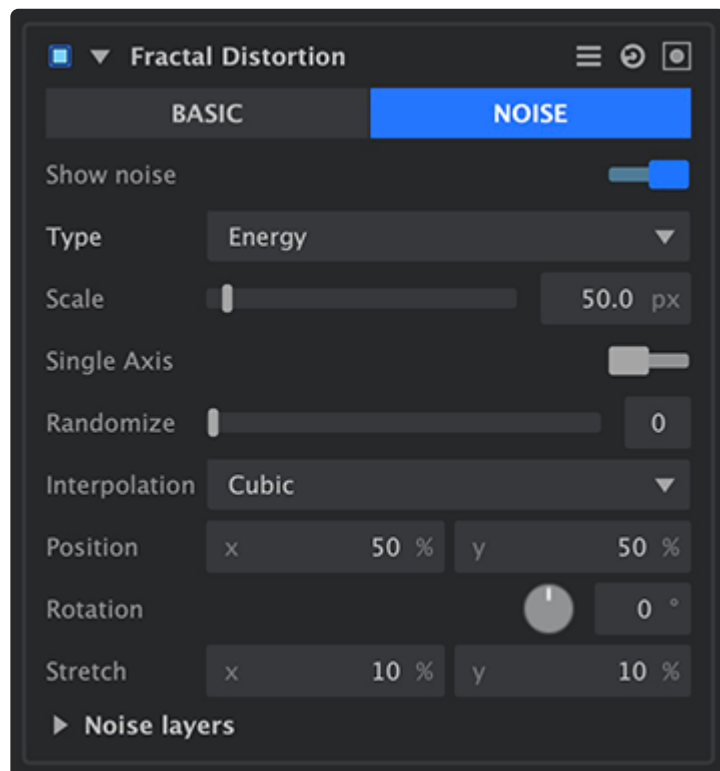 Fractal Distortion
BASIC NOISE
Show noise
Type Energy
Scale 50.0 px
Single Axis
Randomize 0
Interpolation Cubic
Position x 50 % y 50 %
Rotation 0 °
Stretch x 10 % y 10 %
Noise layers